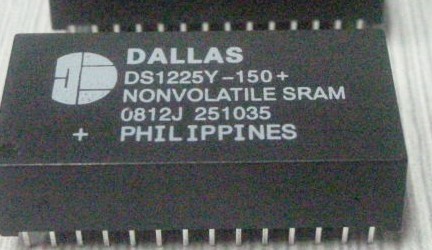 DALLAS
DS1225Y-150+
NONVOLATILE SRAM
0812J 251035
+ PHILIPPINES